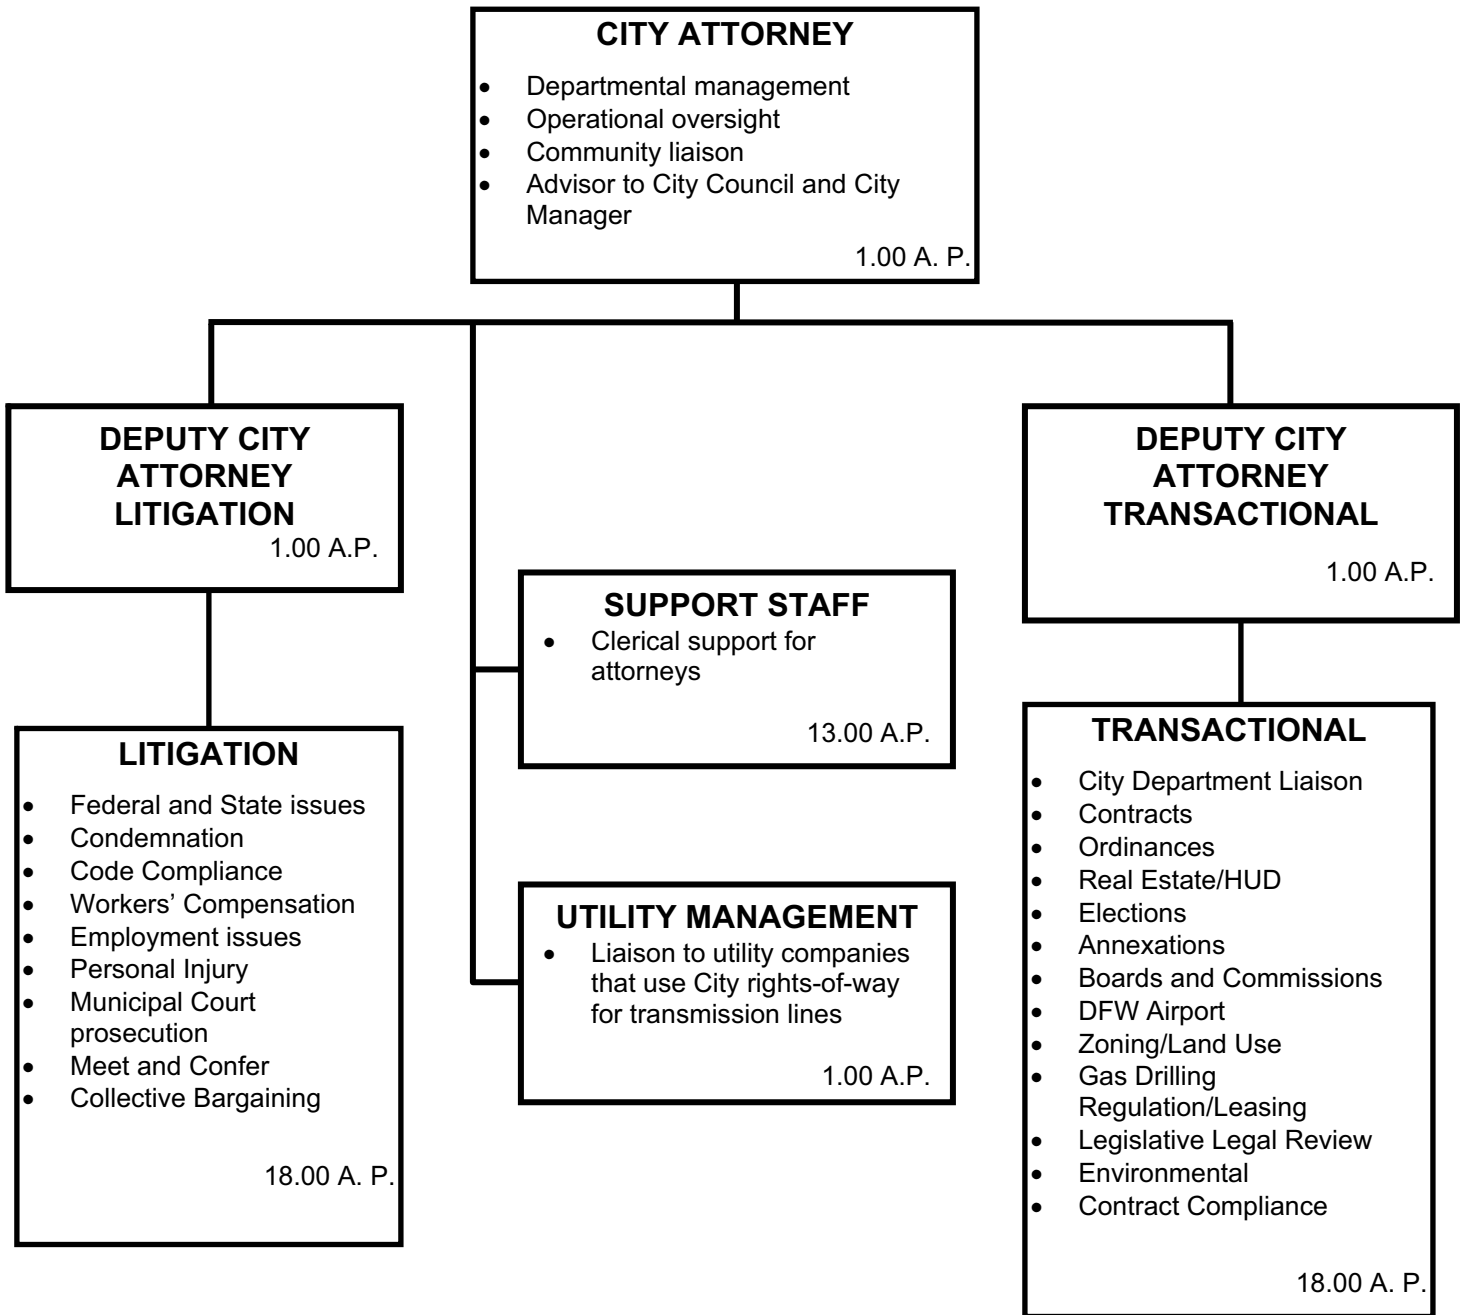 CITY ATTORNEY
• Departmental management
• Operational oversight
• Community liaison
• Advisor to City Council and City
Manager
1.00 A. P.
DEPUTY CITY
ATTORNEY
LITIGATION
1.00 A.P.
DEPUTY CITY
ATTORNEY
TRANSACTIONAL
1.00 A.P.
SUPPORT STAFF
• Clerical support for
attorneys
13.00 A.P.
UTILITY MANAGEMENT
• Liaison to utility companies
that use City rights-of-way
for transmission lines
1.00 A.P.
LITIGATION
• Federal and State issues
• Condemnation
• Code Compliance
• Workers’ Compensation
• Employment issues
• Personal Injury
• Municipal Court
prosecution
• Meet and Confer
• Collective Bargaining
18.00 A. P.
TRANSACTIONAL
• City Department Liaison
• Contracts
• Ordinances
• Real Estate/HUD
• Elections
• Annexations
• Boards and Commissions
• DFW Airport
• Zoning/Land Use
• Gas Drilling
Regulation/Leasing
• Legislative Legal Review
• Environmental
• Contract Compliance
18.00 A. P.